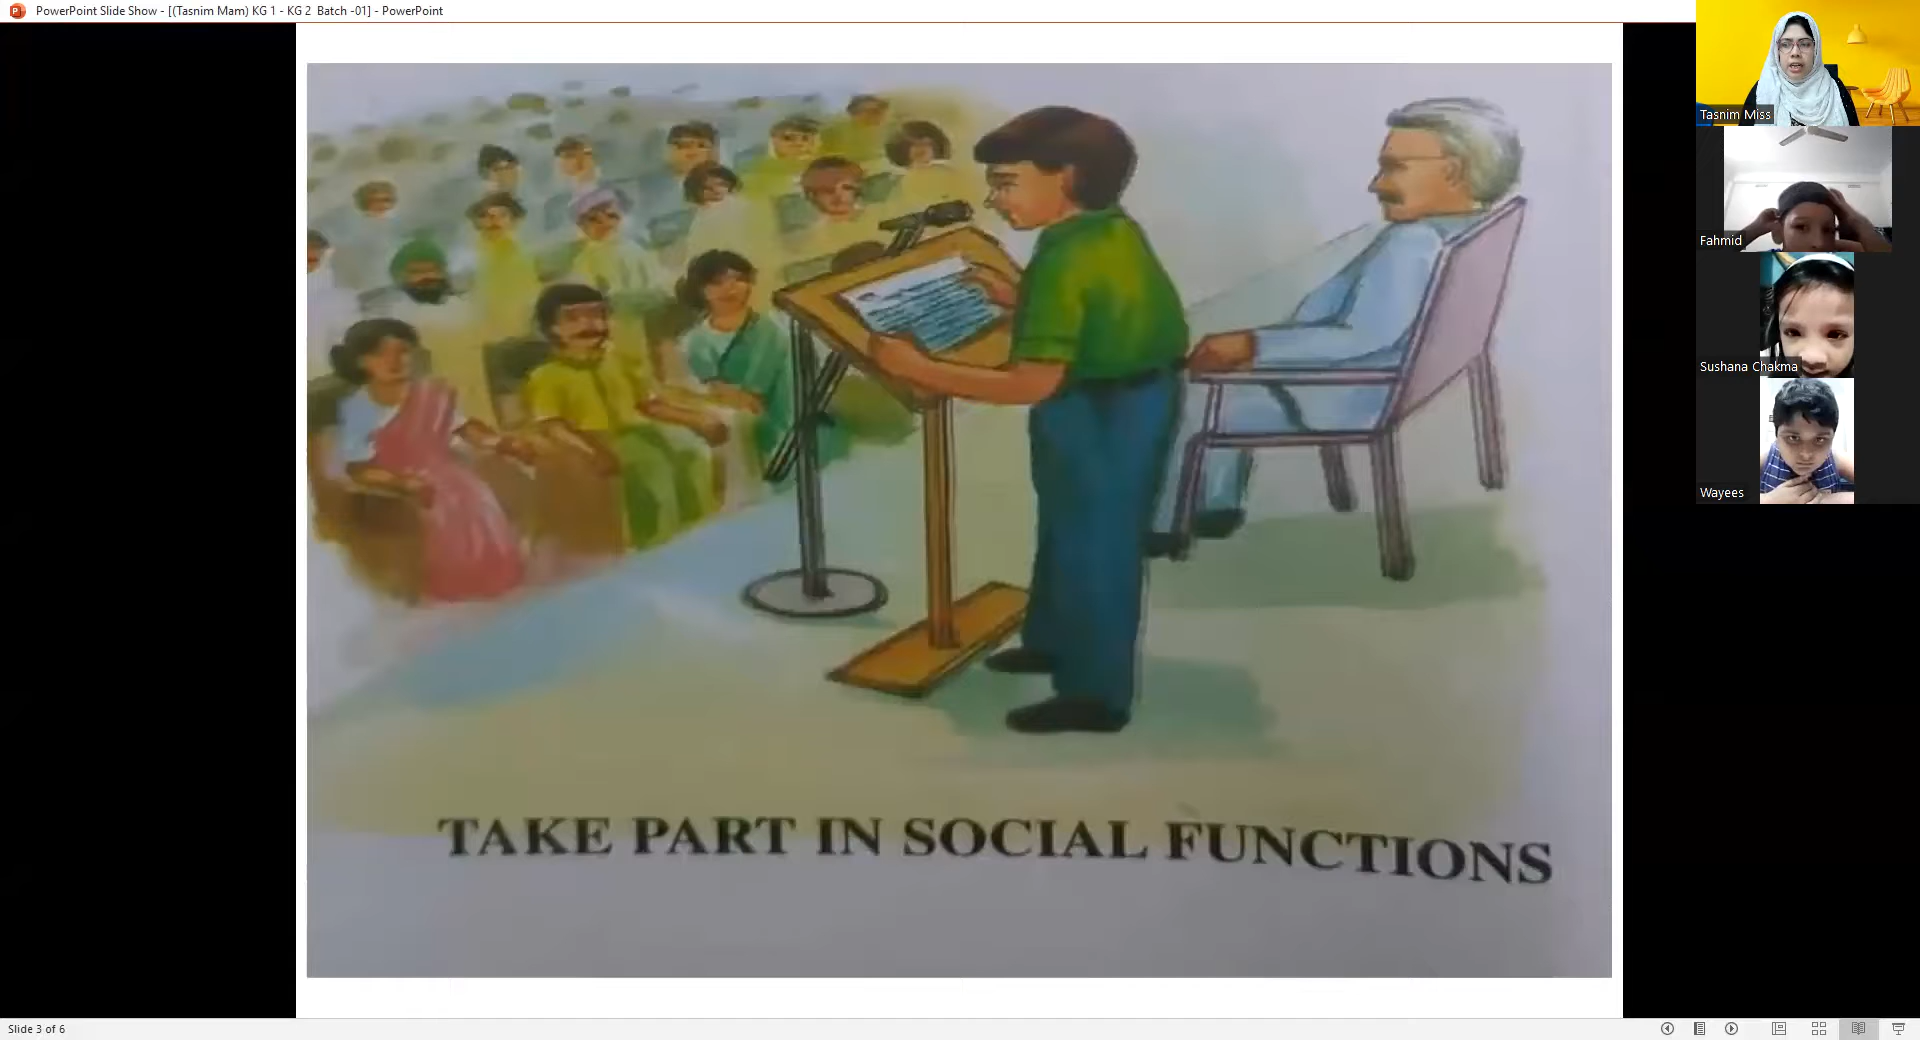 PowerPoint Slide Show - [(Tasnim Mam) KG 1 - KG 2 Batch -01] - PowerPoint
Tasnim Miss
Fahmid
Sushana Chakma
Wayees
TAKE PART IN SOCIAL FUNCTIONS
Slide 3 of 6